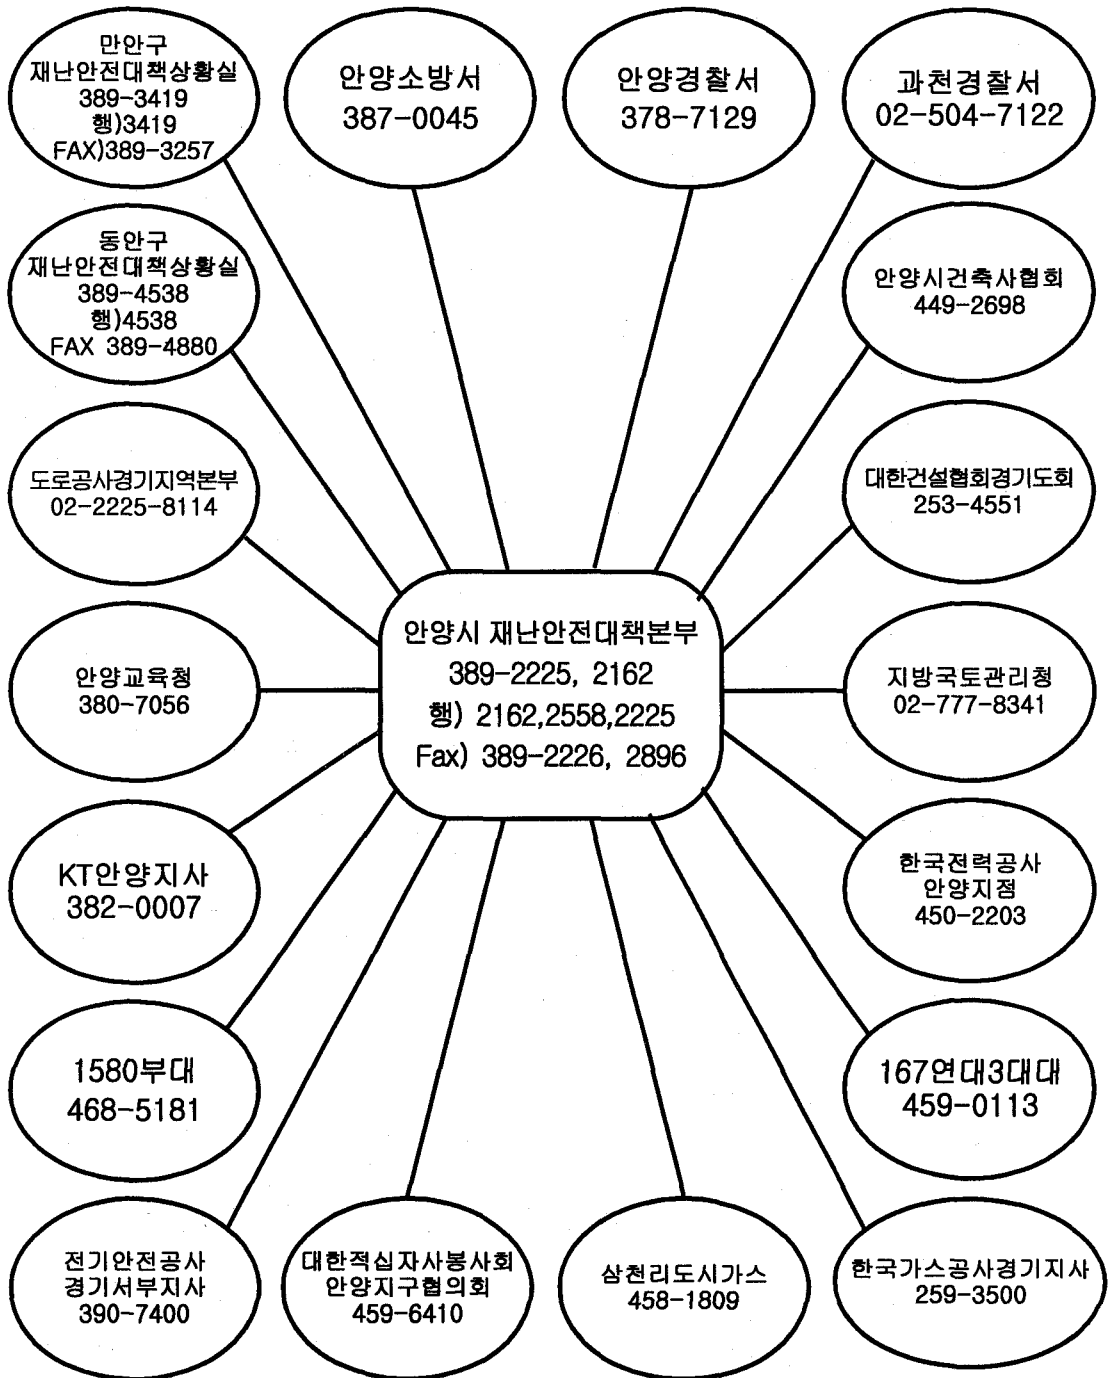 만안구
재난안전대책상황실
389-3419
행)3419
FAX)389-3257
안양소방서
387-0045
안양경찰서
378-7129
과천경찰서
02-504-7122
동안구
재난안전대책상황실
389-4538
행)4538
FAX 389-4880
안양시건축사협회
449-2698
도로공사경기지역본부
02-2225-8114
대한건설협회경기도회
253-4551
안양시 재난안전대책본부
389-2225, 2162
행) 2162,2558,2225
Fax) 389-2226, 2896
안양교육청
380-7056
지방국토관리청
02-777-8341
KT안양지사
382-0007
한국전력공사
안양지점
450-2203
1580부대
468-5181
167연대3대대
459-0113
전기안전공사
경기서부지사
390-7400
대한적십자사봉사회
안양지구협의회
459-6410
삼천리도시가스
458-1809
한국가스공사경기지사
259-3500